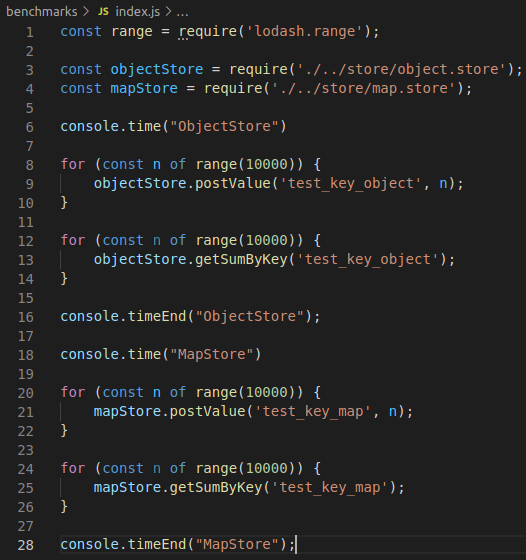 benchmarks > JS index.js > ...
1 const range = require('lodash.range');
2
3 const objectStore = require('./../store/object.store');
4 const mapStore = require('./../store/map.store');
5
6 console.time("ObjectStore")
7
8 for (const n of range(10000)) {
9 objectStore.postValue('test_key_object', n);
10 }
11
12 for (const n of range(10000)) {
13 objectStore.getSumByKey('test_key_object');
14 }
15
16 console.timeEnd("ObjectStore");
17
18 console.time("MapStore")
19
20 for (const n of range(10000)) {
21 mapStore.postValue('test_key_map', n);
22 }
23
24 for (const n of range(10000)) {
25 mapStore.getSumByKey('test_key_map');
26 }
27
28 console.timeEnd("MapStore");